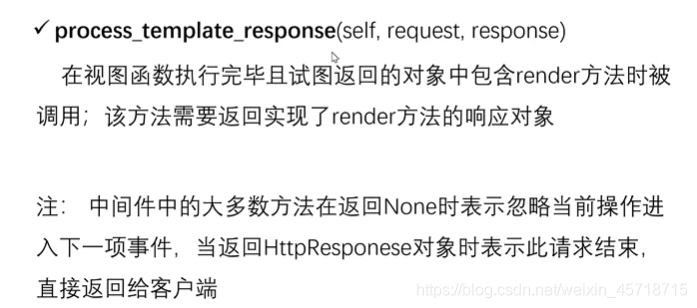 ✓ process_template_response(self, request, response)
在视图函数执行完毕且试图返回的对象中包含render方法时被
调用；该方法需要返回实现了render方法的响应对象
注： 中间件中的大多数方法在返回None时表示忽略当前操作进
入下一项事件，当返回HttpResponese对象时表示此请求结束，
直接返回给客户端
https://blog.csdn.net/weixin_45718715